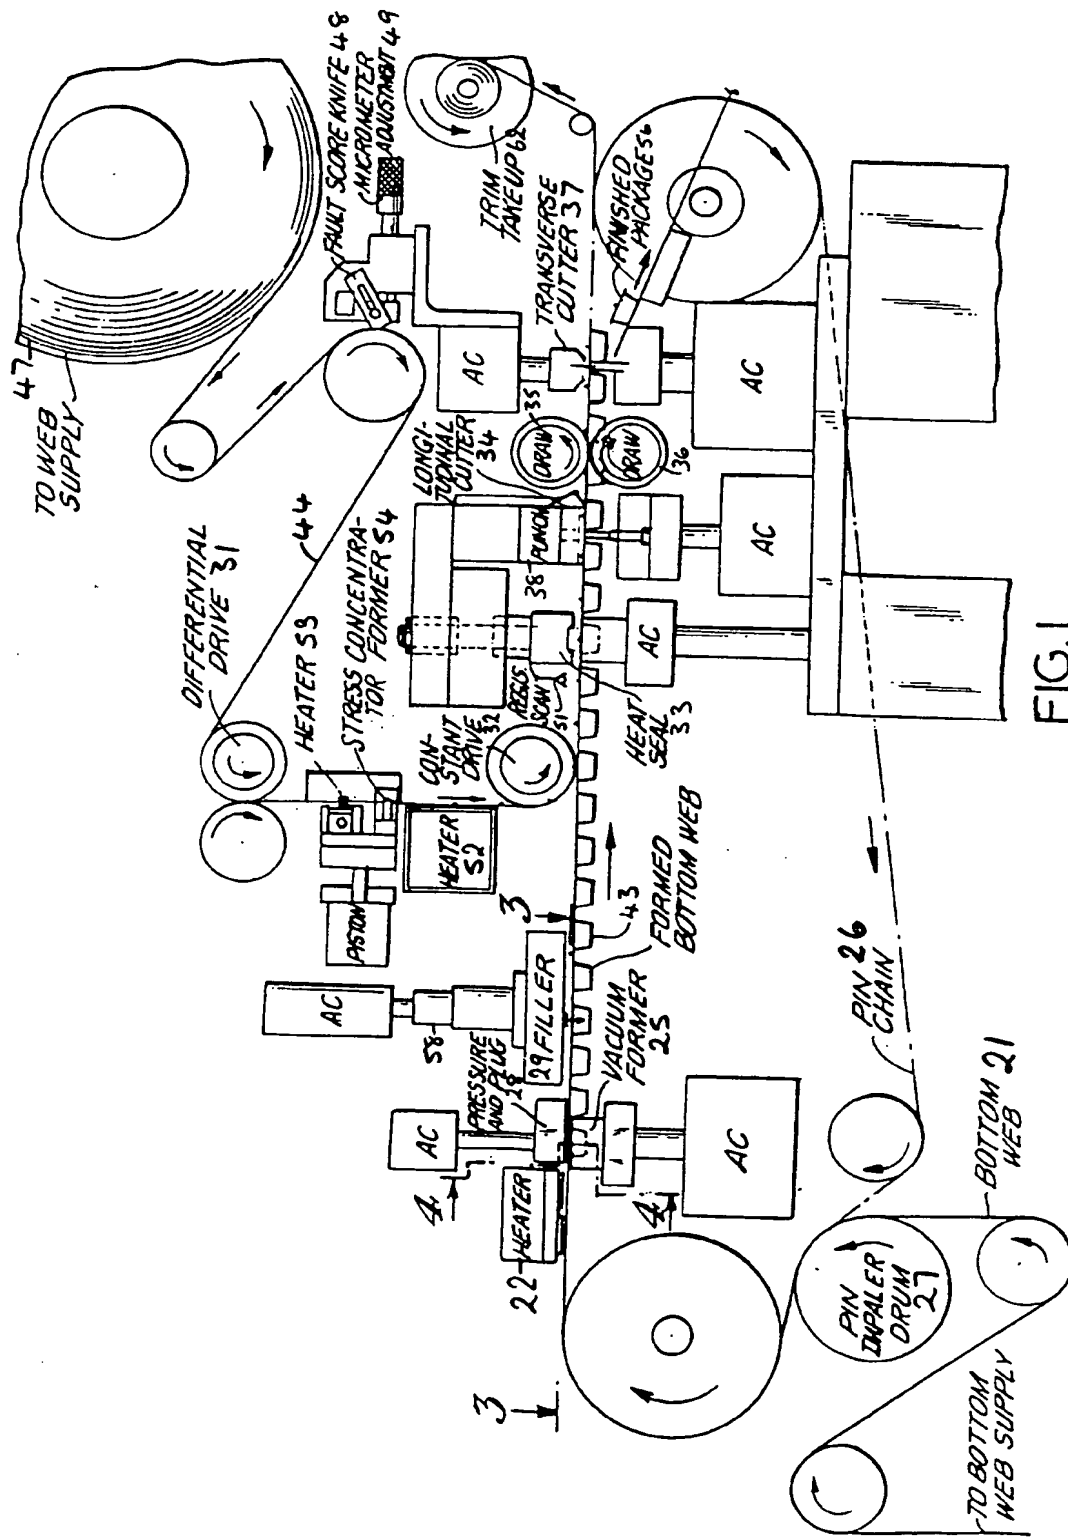 47
TO WEB
SUPPLY
FAULT SCORE KNIFE 48
MICROMETER
ADJUSTMENT 49
44
DIFFERENTIAL
DRIVE 31
HEATER 53
STRESS CONCENTRA-
TOR FORMER 54
PISTON
HEATER
52
CON-
STANT
DRIVE
32
REGIS.
SCAN
51
HEAT
SEAL
33
AC
38
PUNCH
LONGI-
TUDINAL
CUTTER
34
DRAW
35
DRAW
36
AC
AC
TRANSVERSE
CUTTER 37
AC
TRIM
TAKEUP 62
FINISHED
PACKAGE 56
AC
58
29 FILLER
3
43
FORMED
BOTTOM WEB
AC
PRESSURE
AND PLUG
28
VACUUM
FORMER
25
AC
4
4
22
HEATER
3
PIN 26
CHAIN
BOTTOM 21
WEB
PIN
IMPALER
DRUM
27
TO BOTTOM
WEB SUPPLY
FIG. 1